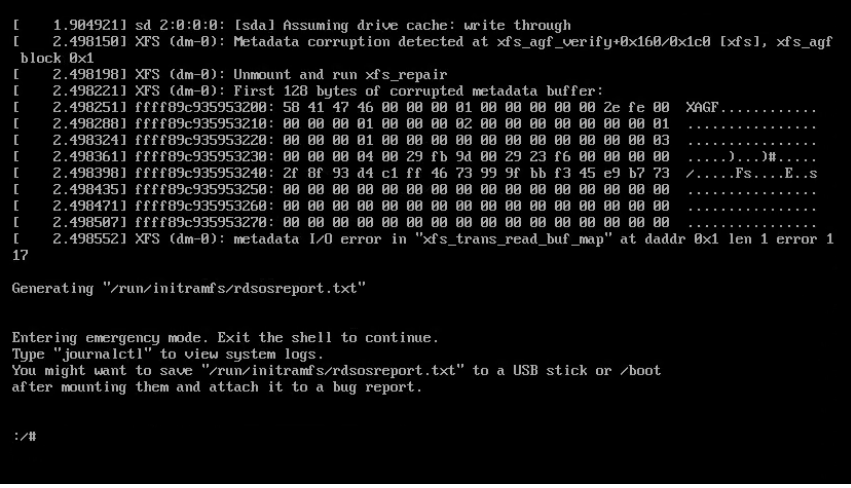 [    1.904921] sd 2:0:0:0: [sda] Assuming drive cache: write through
[    2.498150] XFS (dm-0): Metadata corruption detected at xfs_agf_verify+0x160/0x1c0 [xfs], xfs_agf
 block 0x1
[    2.498198] XFS (dm-0): Unmount and run xfs_repair
[    2.498221] XFS (dm-0): First 128 bytes of corrupted metadata buffer:
[    2.498251] ffff89c935953200: 58 41 47 46 00 00 00 01 00 00 00 00 00 2e fe 00  XAGF............
[    2.498288] ffff89c935953210: 00 00 00 01 00 00 00 02 00 00 00 00 00 00 00 01  ................
[    2.498324] ffff89c935953220: 00 00 00 01 00 00 00 00 00 00 00 00 00 00 00 03  ................
[    2.498361] ffff89c935953230: 00 00 00 04 00 29 fb 9d 00 29 23 f6 00 00 00 00  .....)...)#.....
[    2.498398] ffff89c935953240: 2f 8f 93 d4 c1 ff 46 73 99 9f bb f3 45 e9 b7 73  /.....Fs....E..s
[    2.498435] ffff89c935953250: 00 00 00 00 00 00 00 00 00 00 00 00 00 00 00 00  ................
[    2.498471] ffff89c935953260: 00 00 00 00 00 00 00 00 00 00 00 00 00 00 00 00  ................
[    2.498507] ffff89c935953270: 00 00 00 00 00 00 00 00 00 00 00 00 00 00 00 00  ................
[    2.498552] XFS (dm-0): metadata I/O error in "xfs_trans_read_buf_map" at daddr 0x1 len 1 error 1
17
Generating "/run/initramfs/rdsosreport.txt"
Entering emergency mode. Exit the shell to continue.
Type "journalctl" to view system logs.
You might want to save "/run/initramfs/rdsosreport.txt" to a USB stick or /boot
after mounting them and attach it to a bug report.
:/#